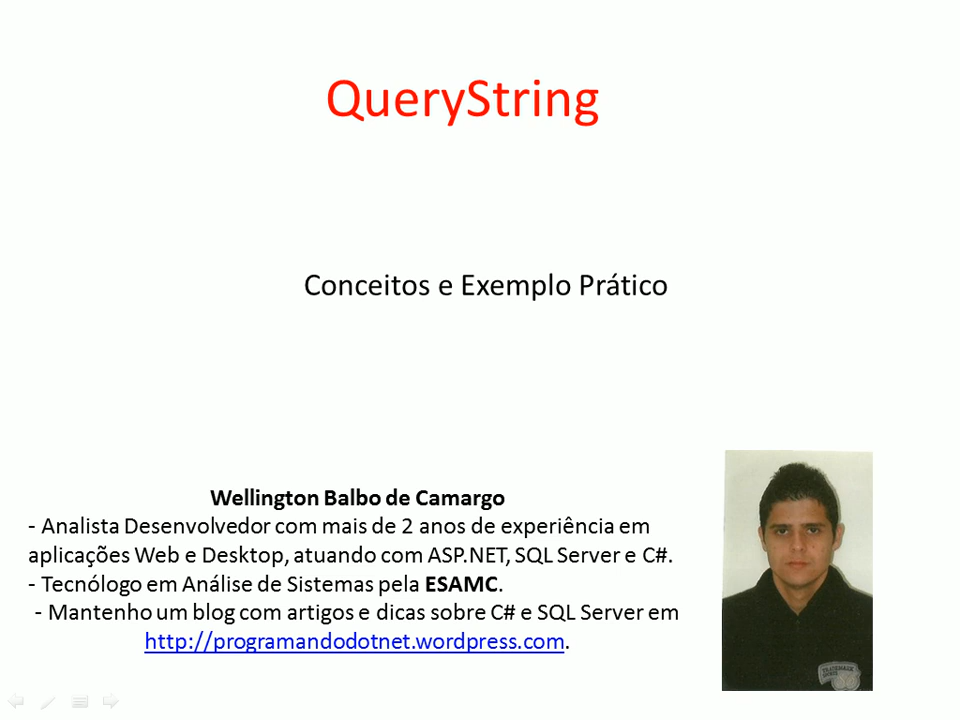 QueryString
Conceitos e Exemplo Prático
Wellington Balbo de Camargo
- Analista Desenvolvedor com mais de 2 anos de experiência em
aplicações Web e Desktop, atuando com ASP.NET, SQL Server e C#.
- Tecnólogo em Análise de Sistemas pela ESAMC.
- Mantenho um blog com artigos e dicas sobre C# e SQL Server em
http://programandodotnet.wordpress.com.